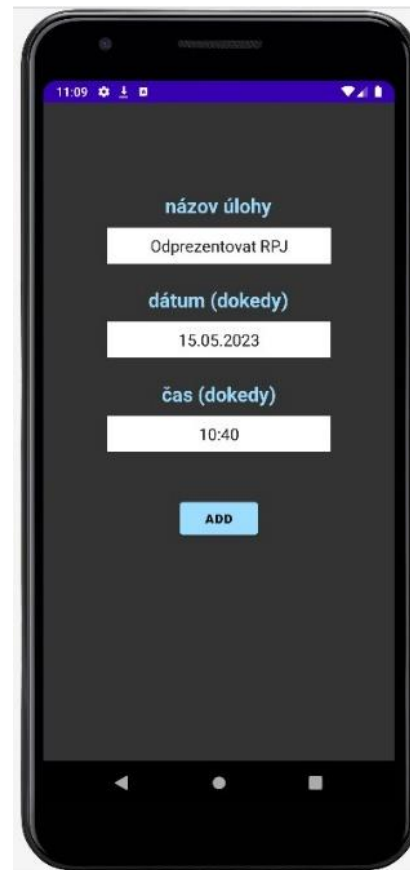 11:09
názov úlohy
Odprezentovat RPJ
dátum (dokedy)
15.05.2023
čas (dokedy)
10:40
ADD